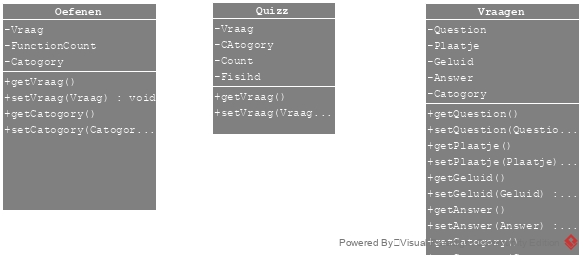 Oefenen
-Vraag
-FunctionCount
-Catogory
+getVraag()
+setVraag(Vraag) : void
+getCatogory()
+setCatogory(Catogor...
Quizz
-Vraag
-CAtogory
-Count
-Fisihd
+getVraag()
+setVraag(Vraag...
Vraagen
-Question
-Plaatje
-Geluid
-Answer
-Catogory
+getQuestion()
+setQuestion(Questio...
+getPlaatje()
+setPlaatje(Plaatje)...
+getGeluid()
+setGeluid(Geluid) :...
+getAnswer()
+setAnswer(Answer) :...
+getCatogory()
Powered By Visual